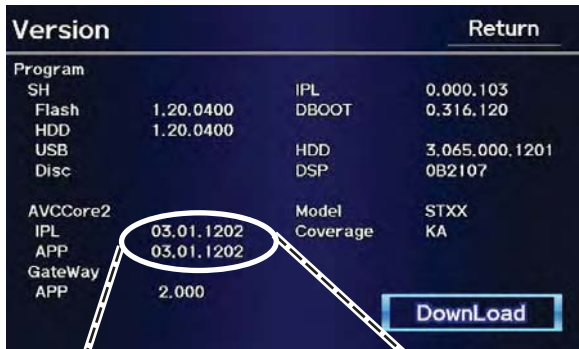 Version Return
Program
SH IPL 0.000.103
Flash 1.20.0400 DBOOT 0.316.120
HDD 1.20.0400
USB HDD 3.065.000.1201
Disc DSP 0B2107
AVCCore2 Model STXX
IPL 03.01.1202 Coverage KA
APP 03.01.1202
GateWay
APP 2.000
DownLoad